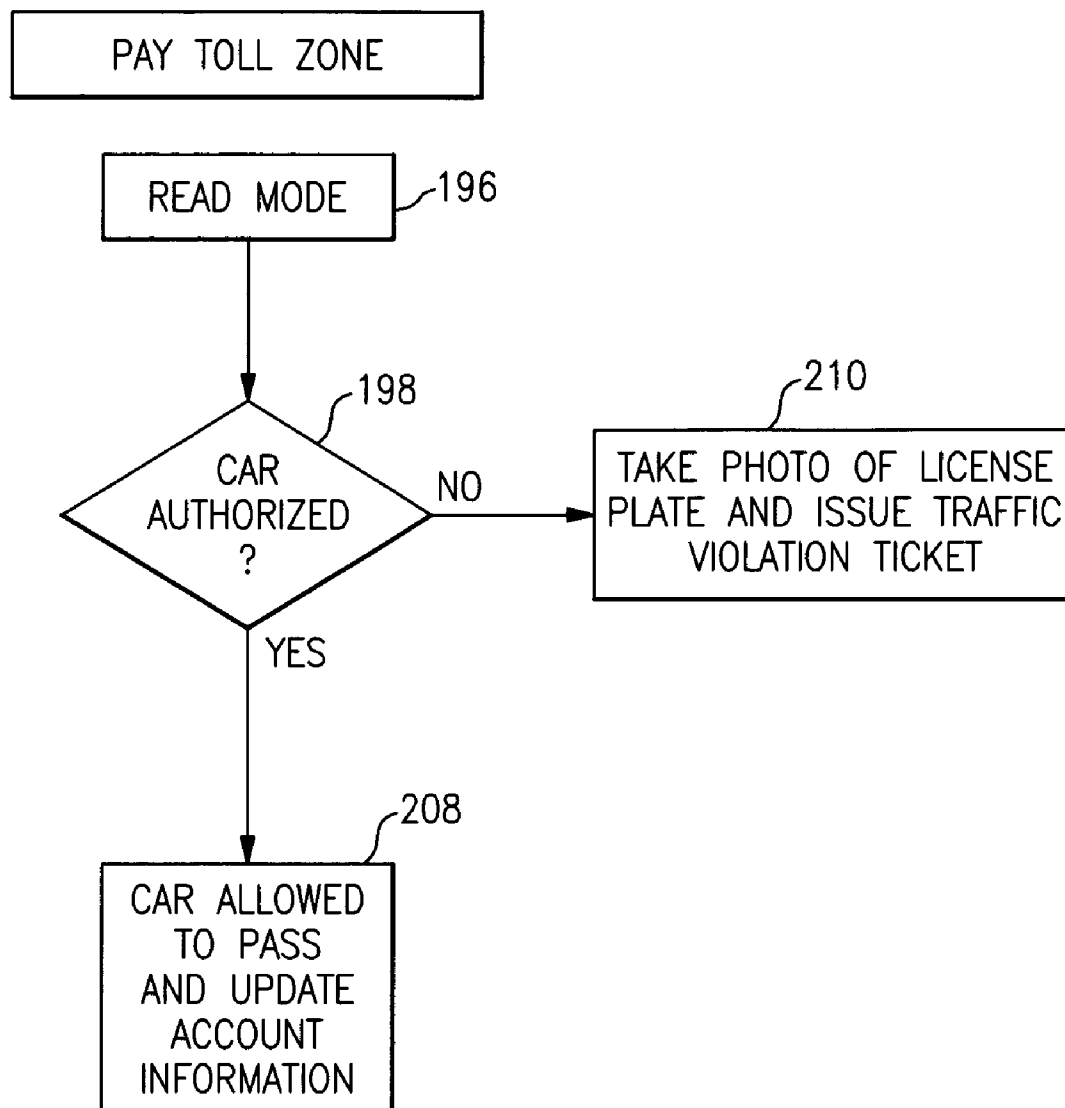 PAY TOLL ZONE
READ MODE
196
198
CAR
AUTHORIZED
?
NO
210
TAKE PHOTO OF LICENSE
PLATE AND ISSUE TRAFFIC
VIOLATION TICKET
YES
208
CAR ALLOWED
TO PASS
AND UPDATE
ACCOUNT
INFORMATION